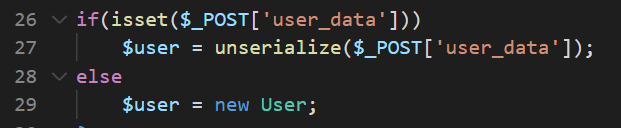 26 if(isset($_POST['user_data']))
27 $user = unserialize($_POST['user_data']);
28 else
29 $user = new User;